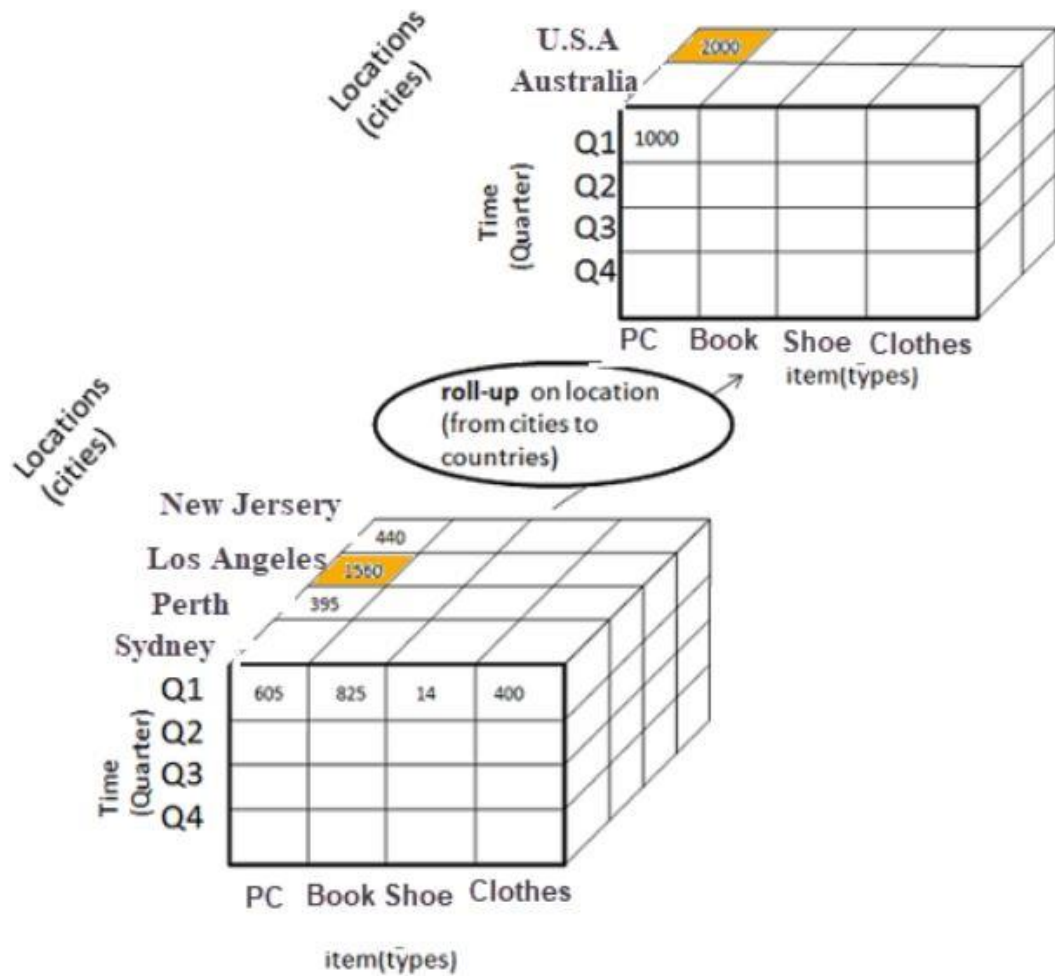 Locations
(cities)
U.S.A
2000
Australia
Time
(Quarter)
Q1
1000
Q2
Q3
Q4
PC Book Shoe Clothes
item(types)
roll-up on location
(from cities to
countries)
Locations
(cities)
New Jersery
440
Los Angeles
1560
Perth
395
Sydney
Time
(Quarter)
Q1
605 825 14 400
Q2
Q3
Q4
PC Book Shoe Clothes
item(types)